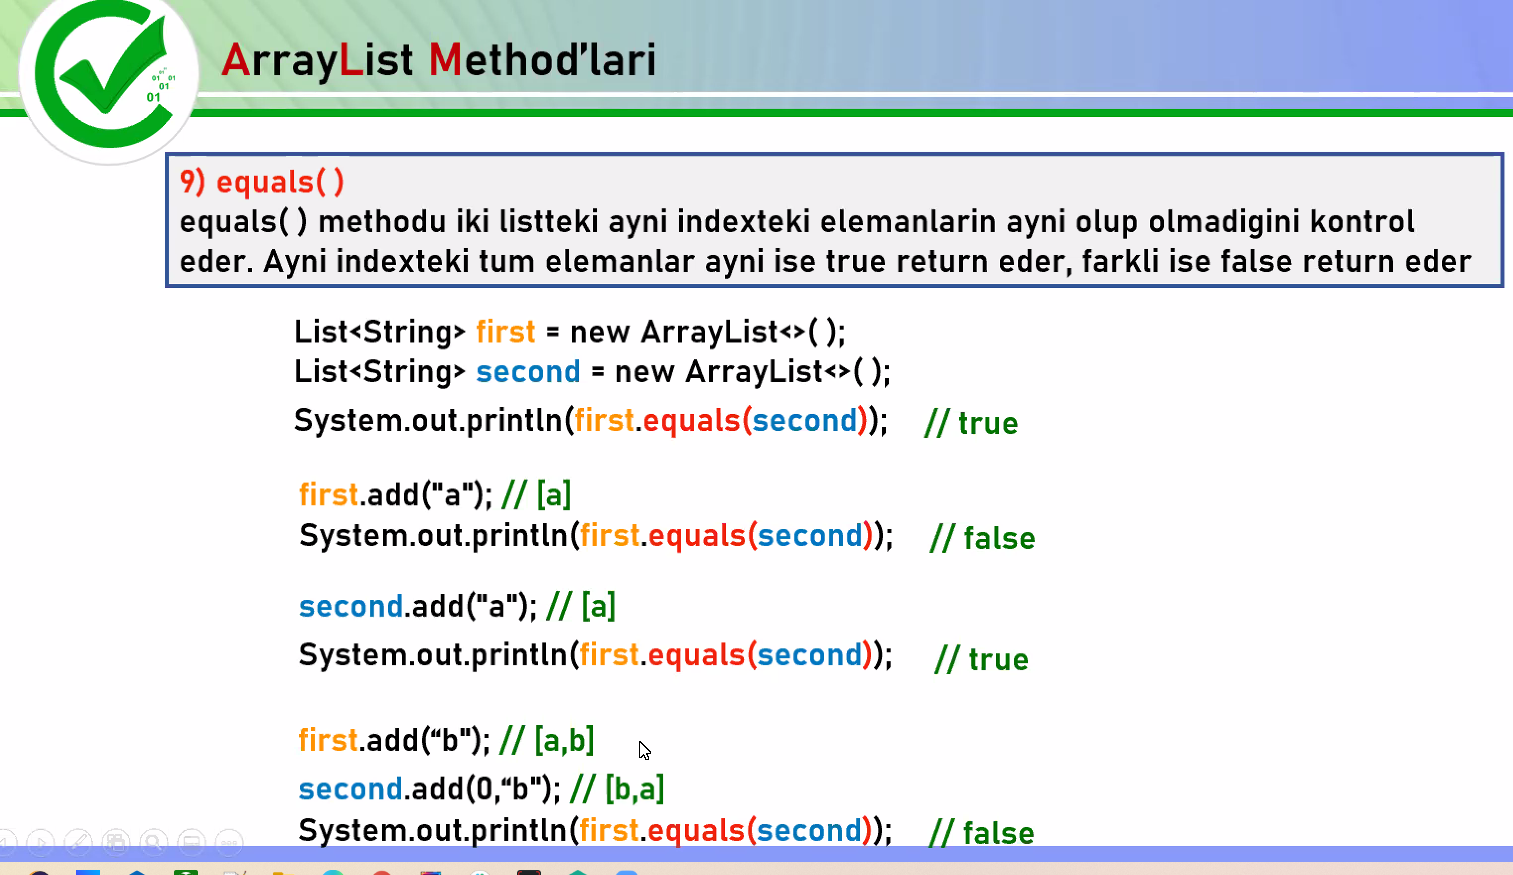 ArrayList Method'lari
01 01
01
01
9) equals( )
equals( ) methodu iki listteki ayni indexteki elemanlarin ayni olup olmadigini kontrol
eder. Ayni indexteki tum elemanlar ayni ise true return eder, farkli ise false return eder
List<String> first = new ArrayList<>( );
List<String> second = new ArrayList<>( );
System.out.println(first.equals(second)); // true
first.add("a"); // [a]
System.out.println(first.equals(second)); // false
second.add("a"); // [a]
System.out.println(first.equals(second)); // true
first.add(“b"); // [a,b]
second.add(0,“b"); // [b,a]
System.out.println(first.equals(second)); // false